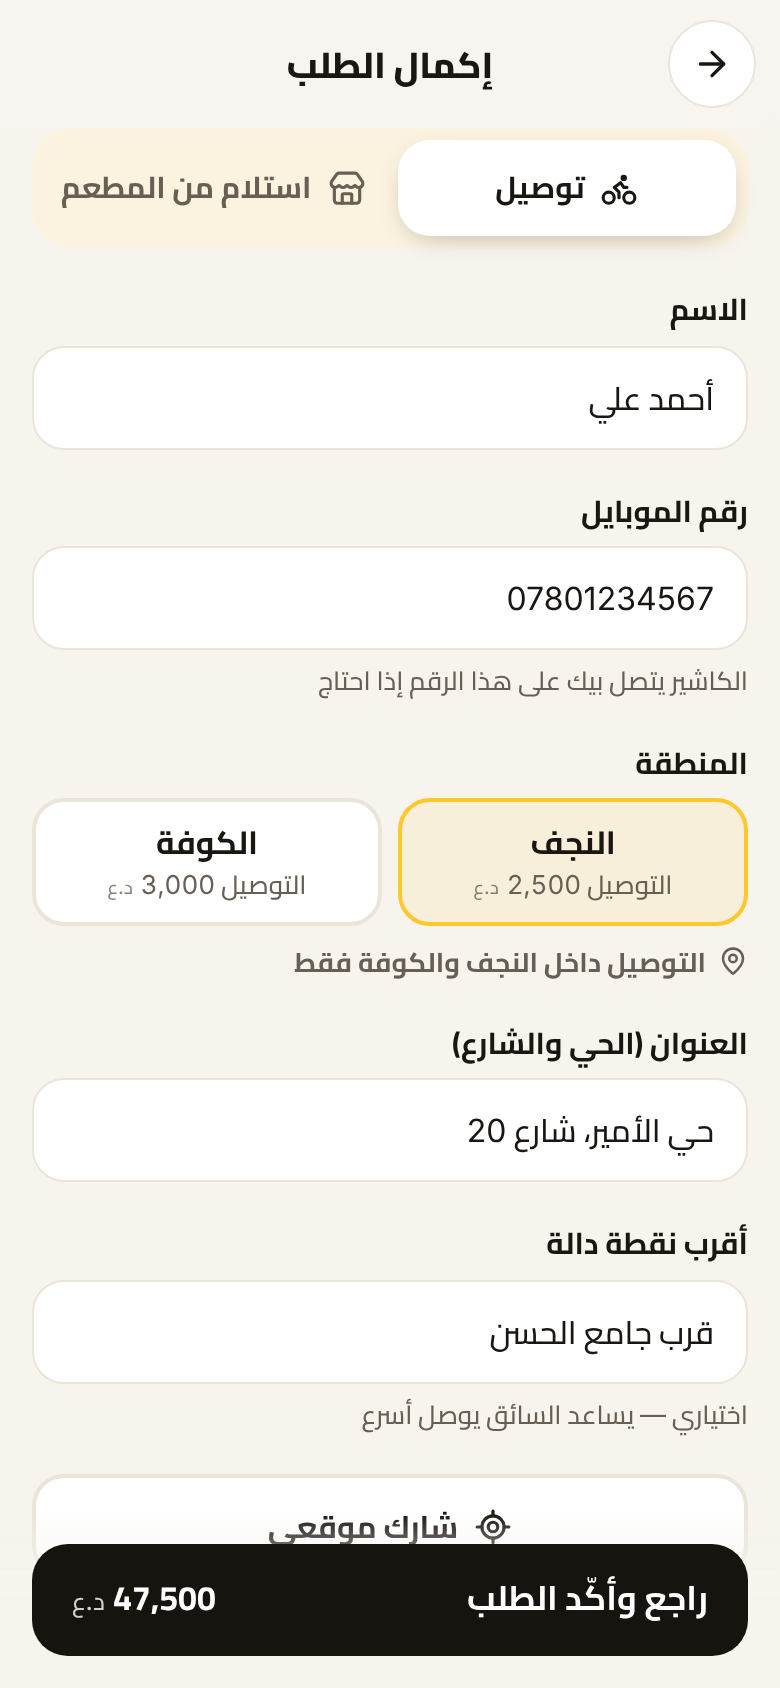 إكمال الطلب
توصيل
استلام من المطعم
الاسم
أحمد علي
رقم الموبايل
07801234567
الكاشير يتصل بيك على هذا الرقم إذا احتاج
المنطقة
النجف
التوصيل 2,500 د.ع
الكوفة
التوصيل 3,000 د.ع
التوصيل داخل النجف والكوفة فقط
العنوان (الحي والشارع)
حي الأمير، شارع 20
أقرب نقطة دالة
قرب جامع الحسن
اختياري — يساعد السائق يوصل أسرع
شارك موقعي
راجع وأكّد الطلب
47,500 د.ع